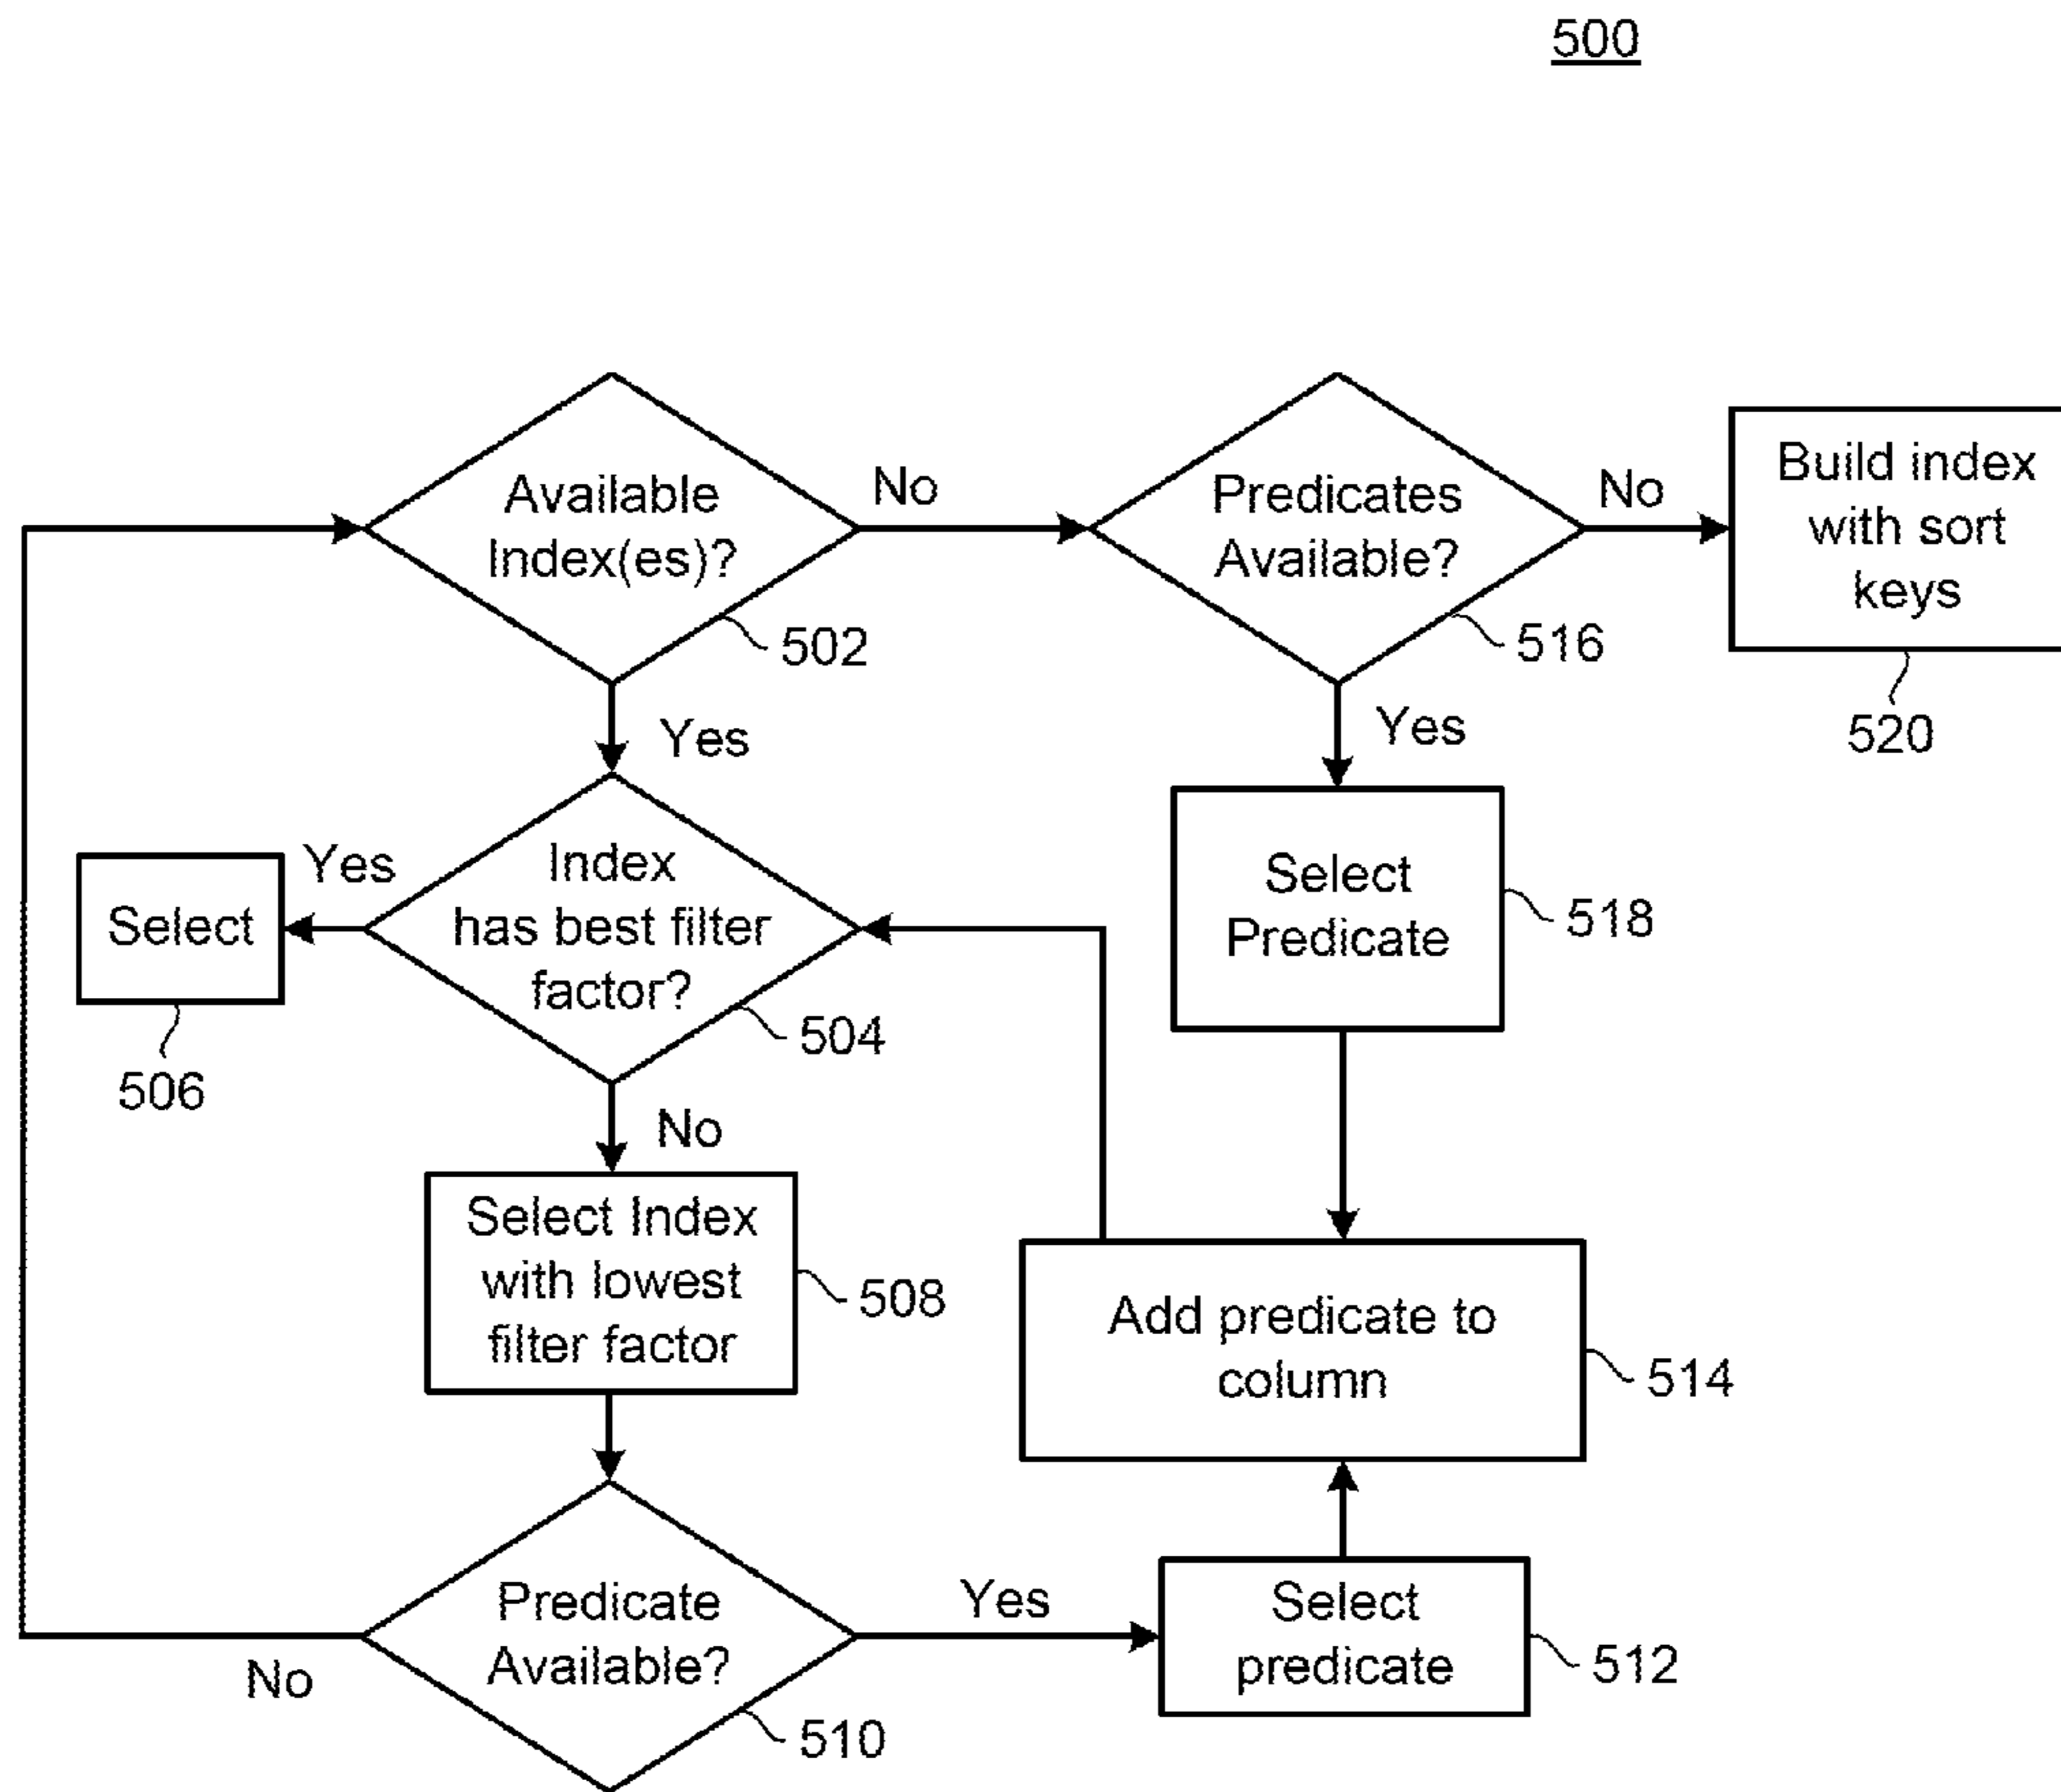 500
Available
Index(es)?
502
No
Predicates
Available?
516
No
Build index
with sort
keys
520
Yes
Yes
Index
has best filter
factor?
504
Yes
Select
506
Select
Predicate
518
No
Select Index
with lowest
filter factor
508
Add predicate to
column
514
Predicate
Available?
510
No
Yes
Select
predicate
512